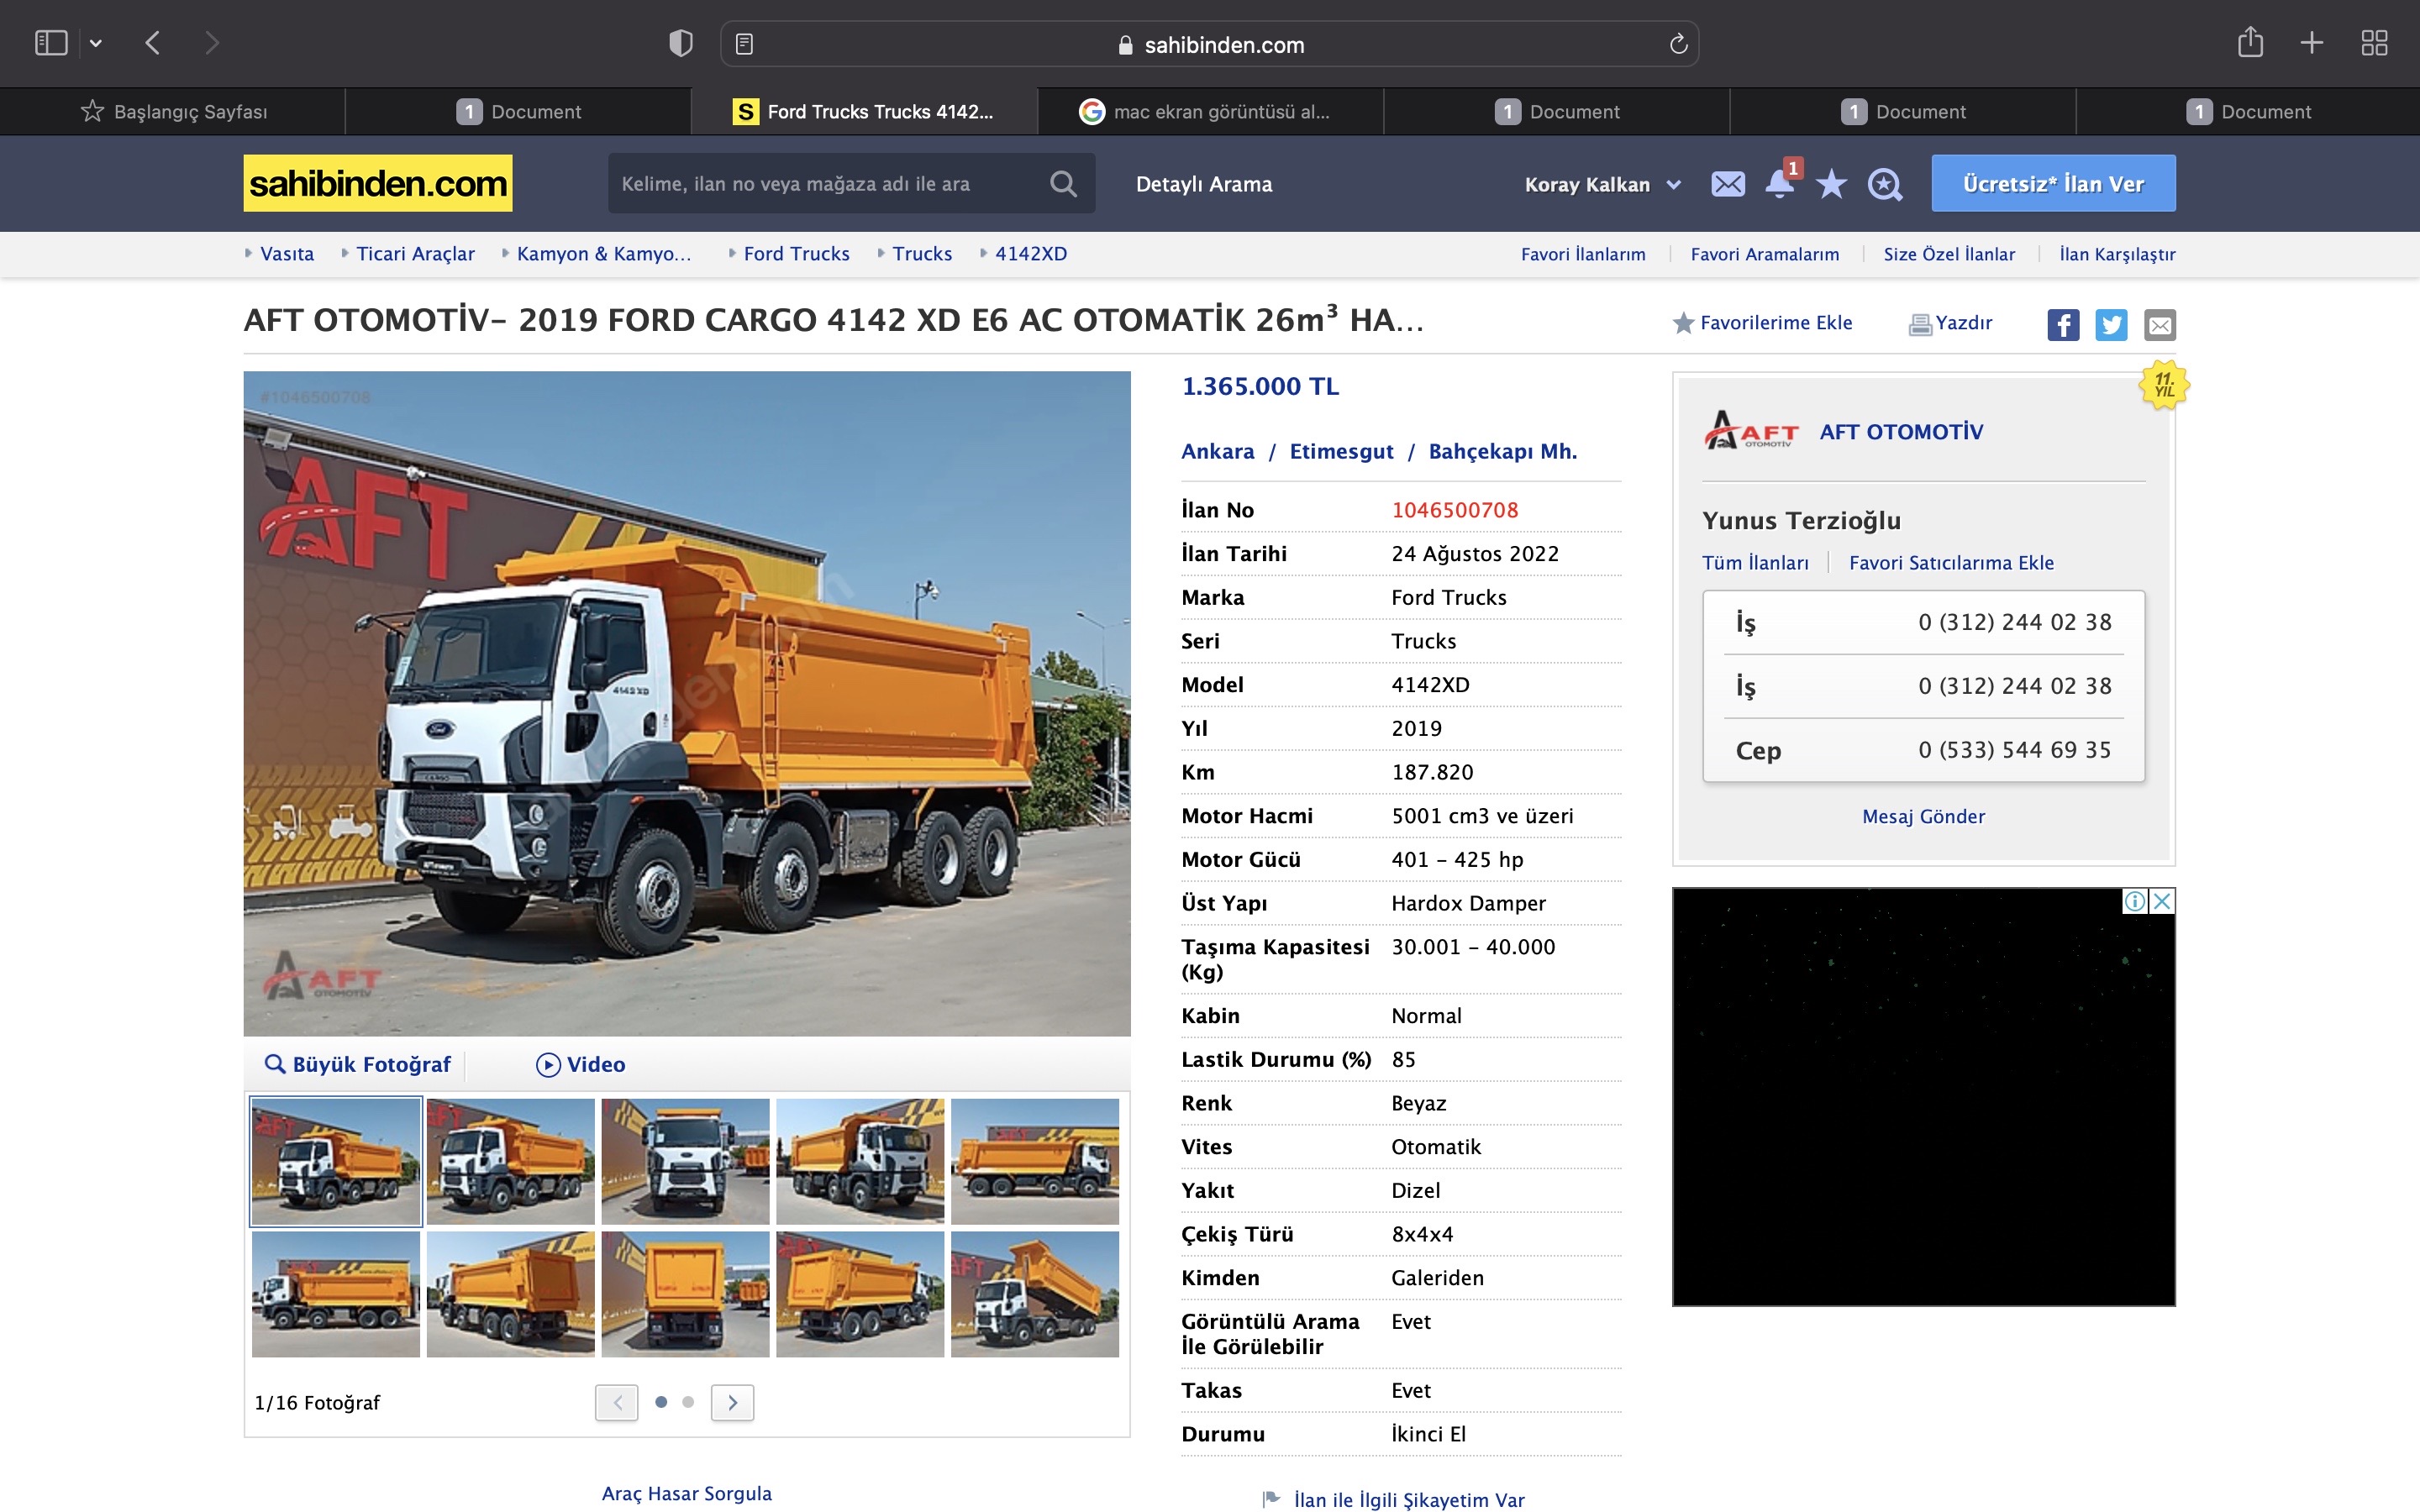 sahibinden.com
Başlangıç Sayfası
1 Document
S Ford Trucks Trucks 4142...
mac ekran görüntüsü al...
1 Document
1 Document
1 Document
sahibinden.com
Kelime, ilan no veya mağaza adı ile ara
Detaylı Arama
Koray Kalkan
1
Ücretsiz* İlan Ver
Vasıta
Ticari Araçlar
Kamyon & Kamyo...
Ford Trucks
Trucks
4142XD
Favori İlanlarım
Favori Aramalarım
Size Özel İlanlar
İlan Karşılaştır
AFT OTOMOTİV– 2019 FORD CARGO 4142 XD E6 AC OTOMATİK 26m³ HA...
Favorilerime Ekle
Yazdır
#1046500708
AFT
4142 XD
Ford
CARGO
AFT
OTOMOTİV
Büyük Fotoğraf
Video
1/16 Fotoğraf
Araç Hasar Sorgula
1.365.000 TL
Ankara / Etimesgut / Bahçekapı Mh.
İlan No 1046500708
İlan Tarihi 24 Ağustos 2022
Marka Ford Trucks
Seri Trucks
Model 4142XD
Yıl 2019
Km 187.820
Motor Hacmi 5001 cm3 ve üzeri
Motor Gücü 401 – 425 hp
Üst Yapı Hardox Damper
Taşıma Kapasitesi 30.001 – 40.000
(Kg)
Kabin Normal
Lastik Durumu (%) 85
Renk Beyaz
Vites Otomatik
Yakıt Dizel
Çekiş Türü 8x4x4
Kimden Galeriden
Görüntülü Arama Evet
İle Görülebilir
Takas Evet
Durumu İkinci El
İlan ile İlgili Şikayetim Var
11.
YIL
AFT
OTOMOTİV
AFT OTOMOTİV
Yunus Terzioğlu
Tüm İlanları
Favori Satıcılarıma Ekle
İş 0 (312) 244 02 38
İş 0 (312) 244 02 38
Cep 0 (533) 544 69 35
Mesaj Gönder